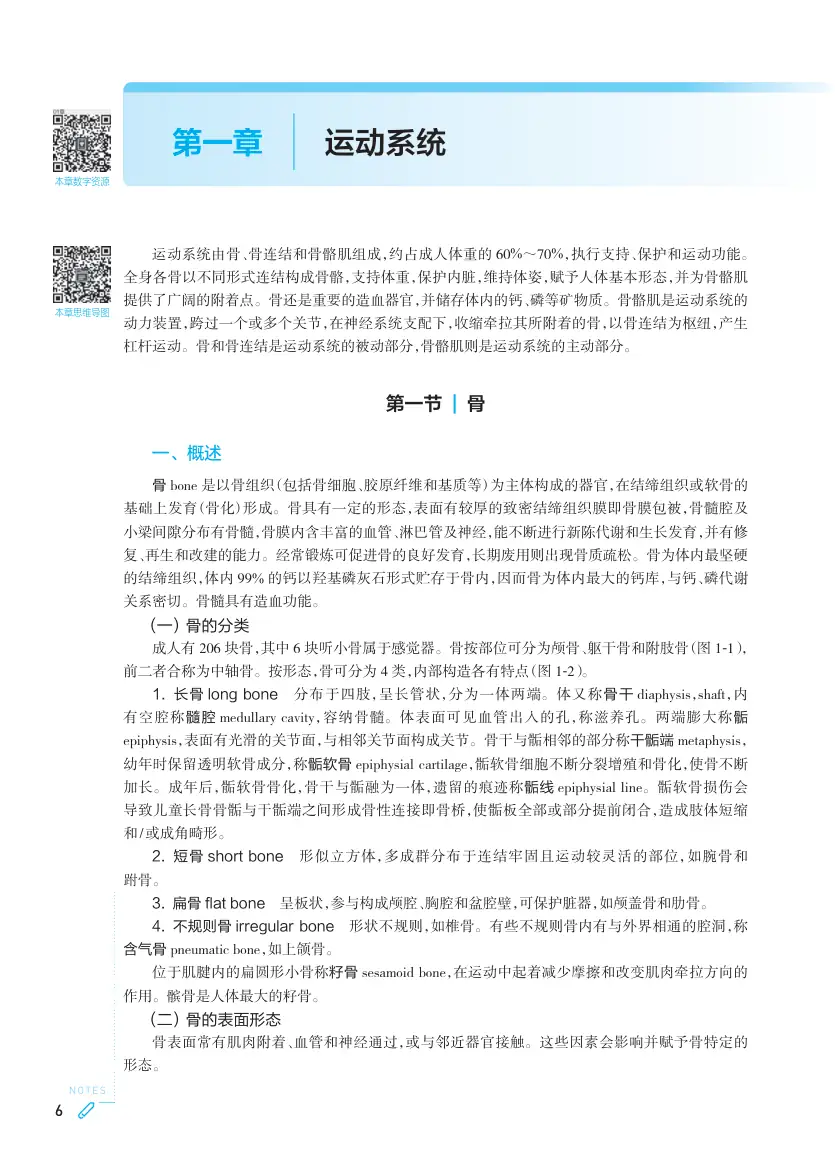 第一章
运动系统
本章数字资源
本章思维导图
运动系统由骨、骨连结和骨骼肌组成,约占成人体重的 60%～70%,执行支持、保护和运动功能。
全身各骨以不同形式连结构成骨骼,支持体重,保护内脏,维持体姿,赋予人体基本形态,并为骨骼肌
提供了广阔的附着点。骨还是重要的造血器官,并储存体内的钙、磷等矿物质。骨骼肌是运动系统的
动力装置,跨过一个或多个关节,在神经系统支配下,收缩牵拉其所附着的骨,以骨连结为枢纽,产生
杠杆运动。骨和骨连结是运动系统的被动部分,骨骼肌则是运动系统的主动部分。
第一节 | 骨
一、概述
骨 bone 是以骨组织(包括骨细胞、胶原纤维和基质等)为主体构成的器官,在结缔组织或软骨的
基础上发育(骨化)形成。骨具有一定的形态,表面有较厚的致密结缔组织膜即骨膜包被,骨髓腔及
小梁间隙分布有骨髓,骨膜内含丰富的血管、淋巴管及神经,能不断进行新陈代谢和生长发育,并有修
复、再生和改建的能力。经常锻炼可促进骨的良好发育,长期废用则出现骨质疏松。骨为体内最坚硬
的结缔组织,体内 99% 的钙以羟基磷灰石形式贮存于骨内,因而骨为体内最大的钙库,与钙、磷代谢
关系密切。骨髓具有造血功能。
(一) 骨的分类
成人有 206 块骨,其中 6 块听小骨属于感觉器。骨按部位可分为颅骨、躯干骨和附肢骨(图 1-1),
前二者合称为中轴骨。按形态,骨可分为 4 类,内部构造各有特点(图 1-2)。
1. 长骨 long bone 分布于四肢,呈长管状,分为一体两端。体又称骨干 diaphysis,shaft,内
有空腔称髓腔 medullary cavity,容纳骨髓。体表面可见血管出入的孔,称滋养孔。两端膨大称骺
epiphysis,表面有光滑的关节面,与相邻关节面构成关节。骨干与骺相邻的部分称干骺端 metaphysis,
幼年时保留透明软骨成分,称骺软骨 epiphysial cartilage,骺软骨细胞不断分裂增殖和骨化,使骨不断
加长。成年后,骺软骨骨化,骨干与骺融为一体,遗留的痕迹称骺线 epiphysial line。骺软骨损伤会
导致儿童长骨骨骺与干骺端之间形成骨性连接即骨桥,使骺板全部或部分提前闭合,造成肢体短缩
和/或成角畸形。
2. 短骨 short bone 形似立方体,多成群分布于连结牢固且运动较灵活的部位,如腕骨和
跗骨。
3. 扁骨 flat bone 呈板状,参与构成颅腔、胸腔和盆腔壁,可保护脏器,如颅盖骨和肋骨。
4. 不规则骨 irregular bone 形状不规则,如椎骨。有些不规则骨内有与外界相通的腔洞,称
含气骨 pneumatic bone,如上颌骨。
位于肌腱内的扁圆形小骨称籽骨 sesamoid bone,在运动中起着减少摩擦和改变肌肉牵拉方向的
作用。髌骨是人体最大的籽骨。
(二) 骨的表面形态
骨表面常有肌肉附着、血管和神经通过,或与邻近器官接触。这些因素会影响并赋予骨特定的
形态。
NOTES
6